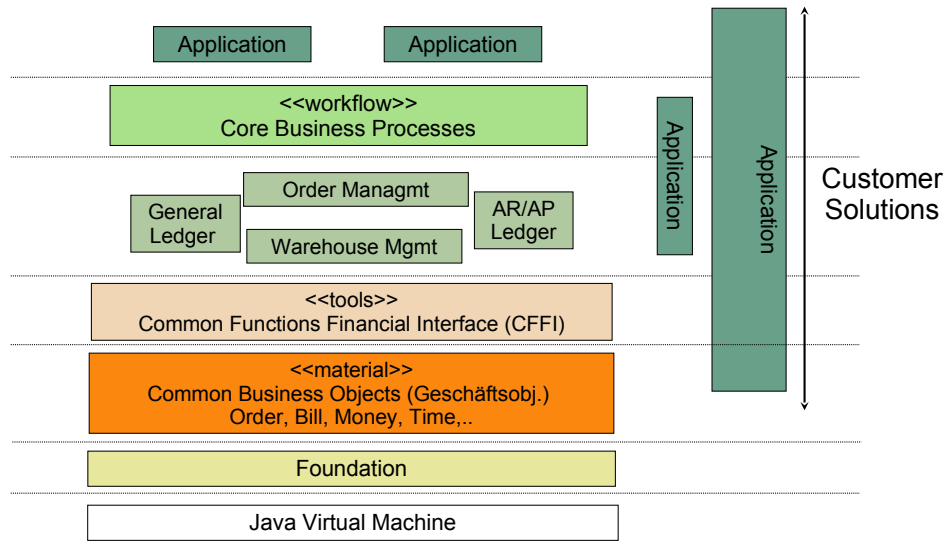 Application
Application
<<workflow>>
Core Business Processes
Application
Application
Customer
Solutions
General
Ledger
Order Managmt
Warehouse Mgmt
AR/AP
Ledger
<<tools>>
Common Functions Financial Interface (CFFI)
<<material>>
Common Business Objects (Geschäftsobj.)
Order, Bill, Money, Time,..
Foundation
Java Virtual Machine